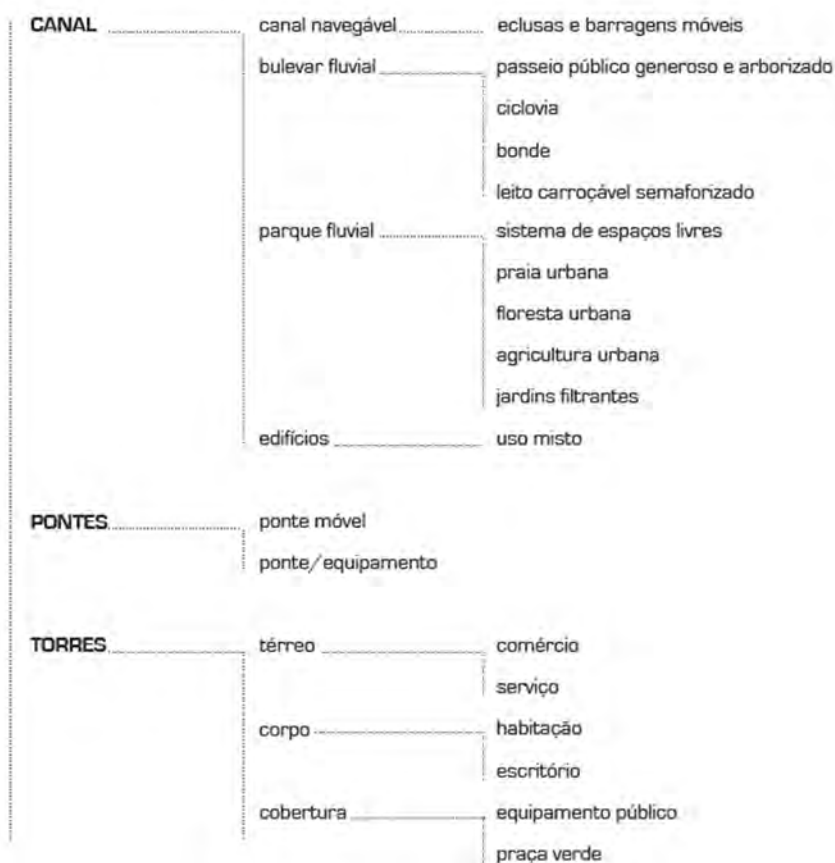 CANAL canal navegável eclusas e barragens móveis
bulevar fluvial passeio público generoso e arborizado
ciclovia
bonde
leito carroçável semaforizado
parque fluvial sistema de espaços livres
praia urbana
floresta urbana
agricultura urbana
jardins filtrantes
edifícios uso misto
PONTES ponte móvel
ponte/equipamento
TORRES térreo comércio
serviço
corpo habitação
escritório
cobertura equipamento público
praça verde